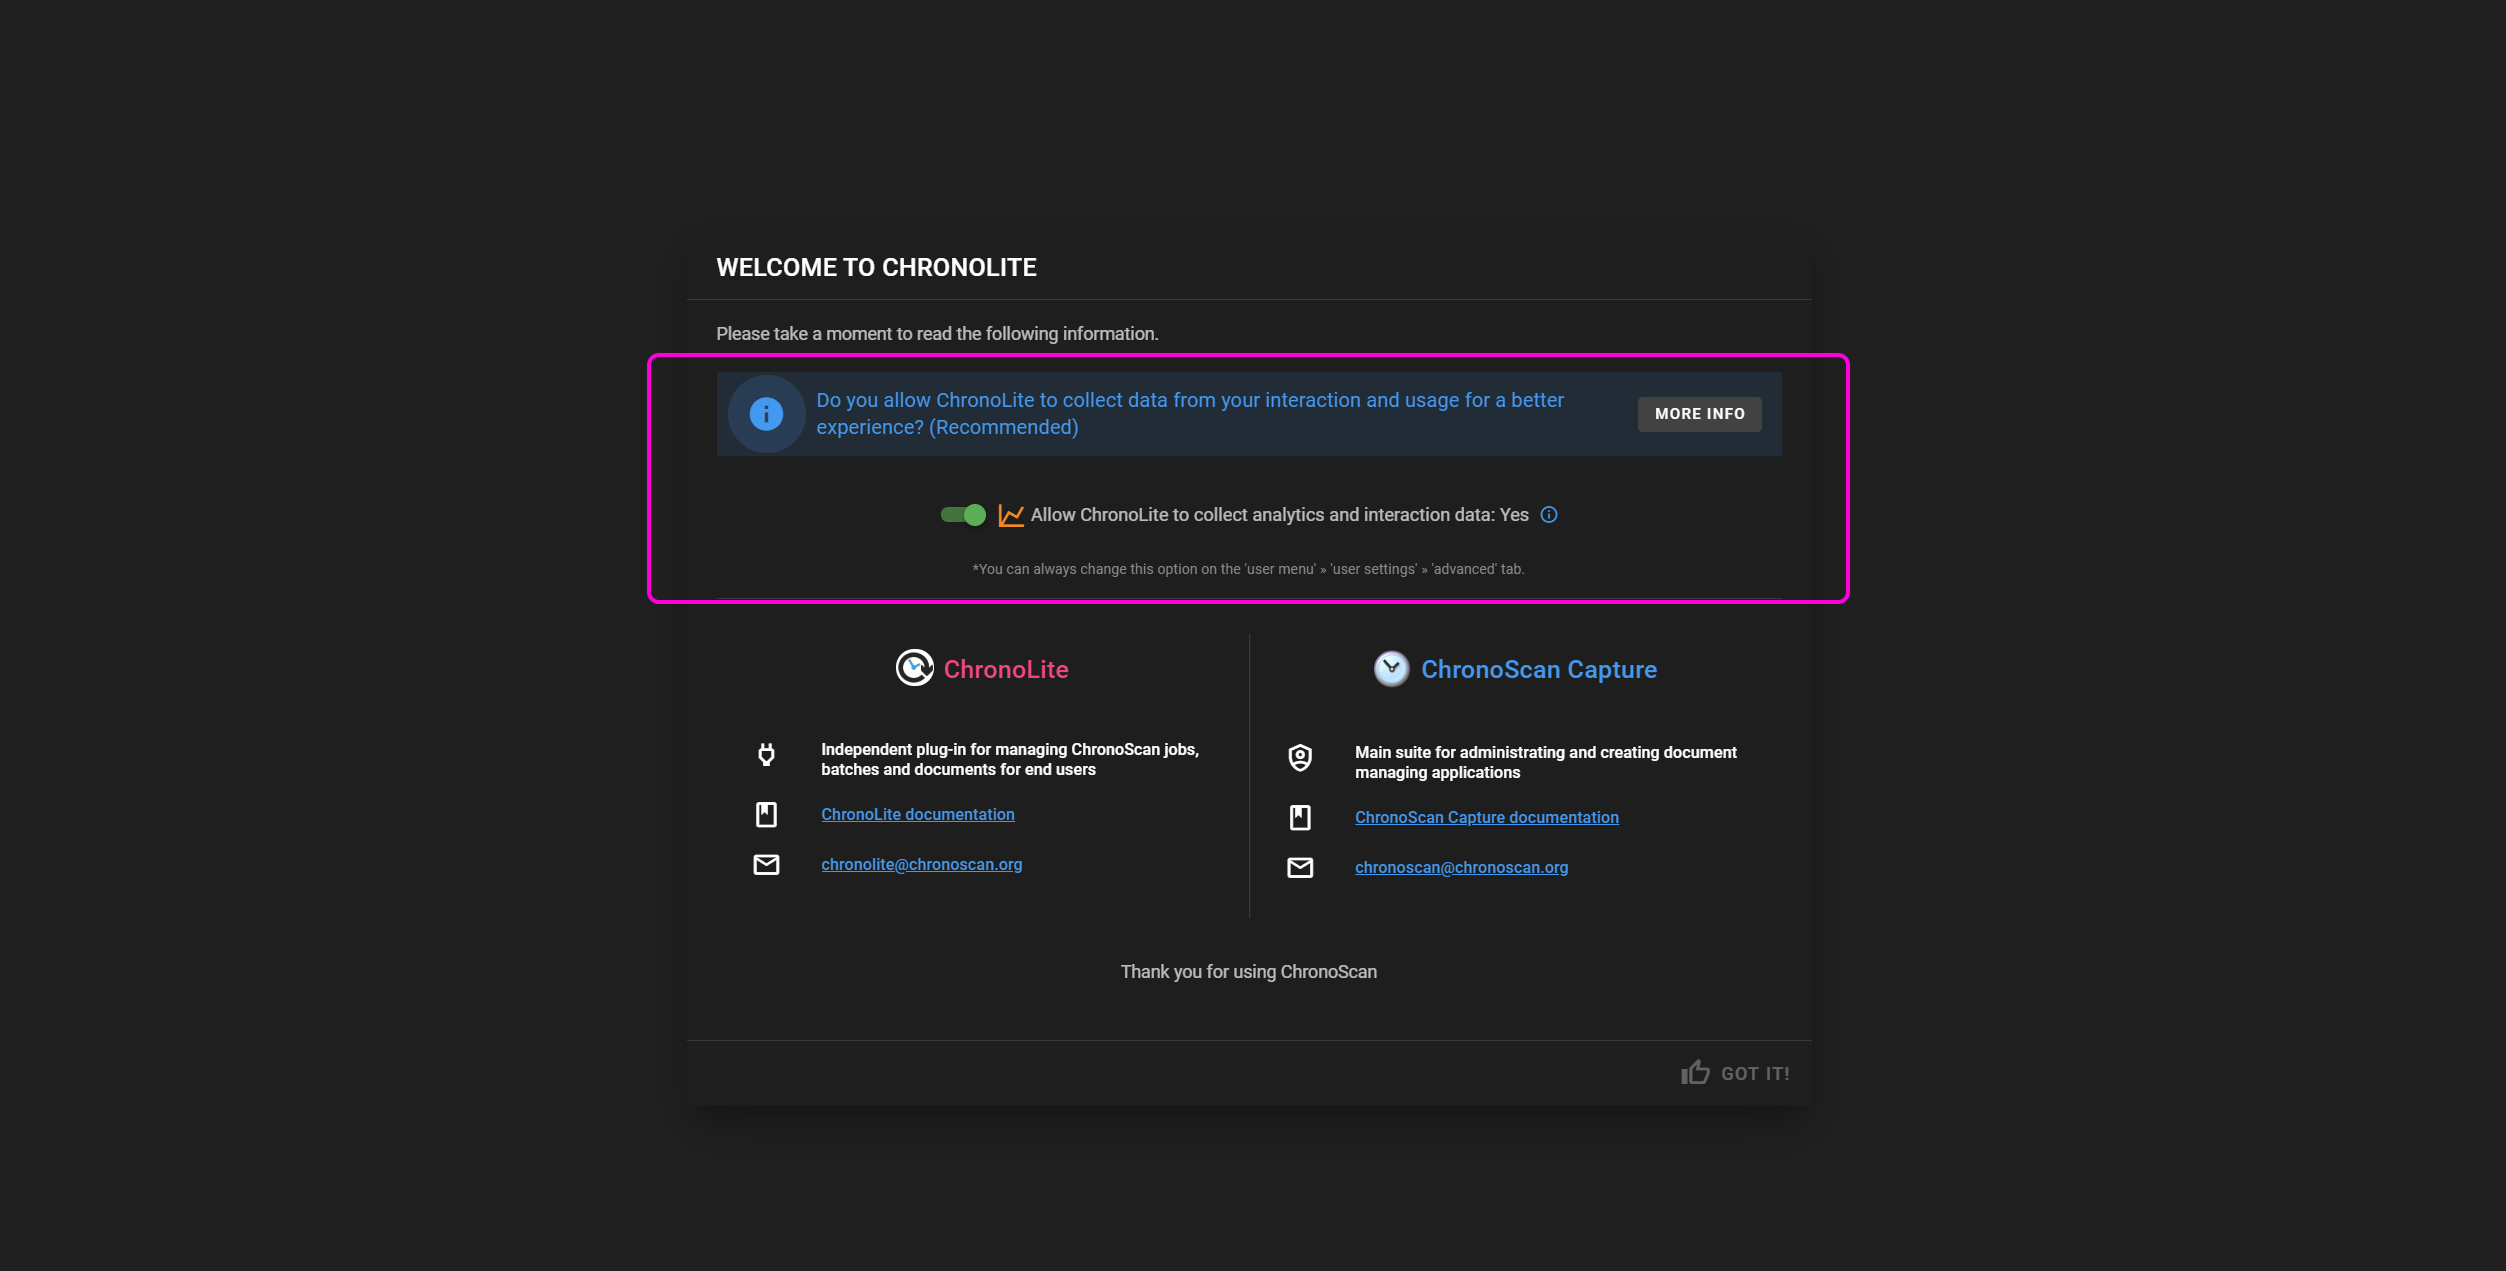 WELCOME TO CHRONOLITE
Please take a moment to read the following information.
Do you allow ChronoLite to collect data from your interaction and usage for a better
experience? (Recommended)
MORE INFO
Allow ChronoLite to collect analytics and interaction data: Yes
*You can always change this option on the 'user menu' » 'user settings' » 'advanced' tab.
ChronoLite
Independent plug-in for managing ChronoScan jobs,
batches and documents for end users
ChronoLite documentation
chronolite@chronoscan.org
ChronoScan Capture
Main suite for administrating and creating document
managing applications
ChronoScan Capture documentation
chronoscan@chronoscan.org
Thank you for using ChronoScan
GOT IT!